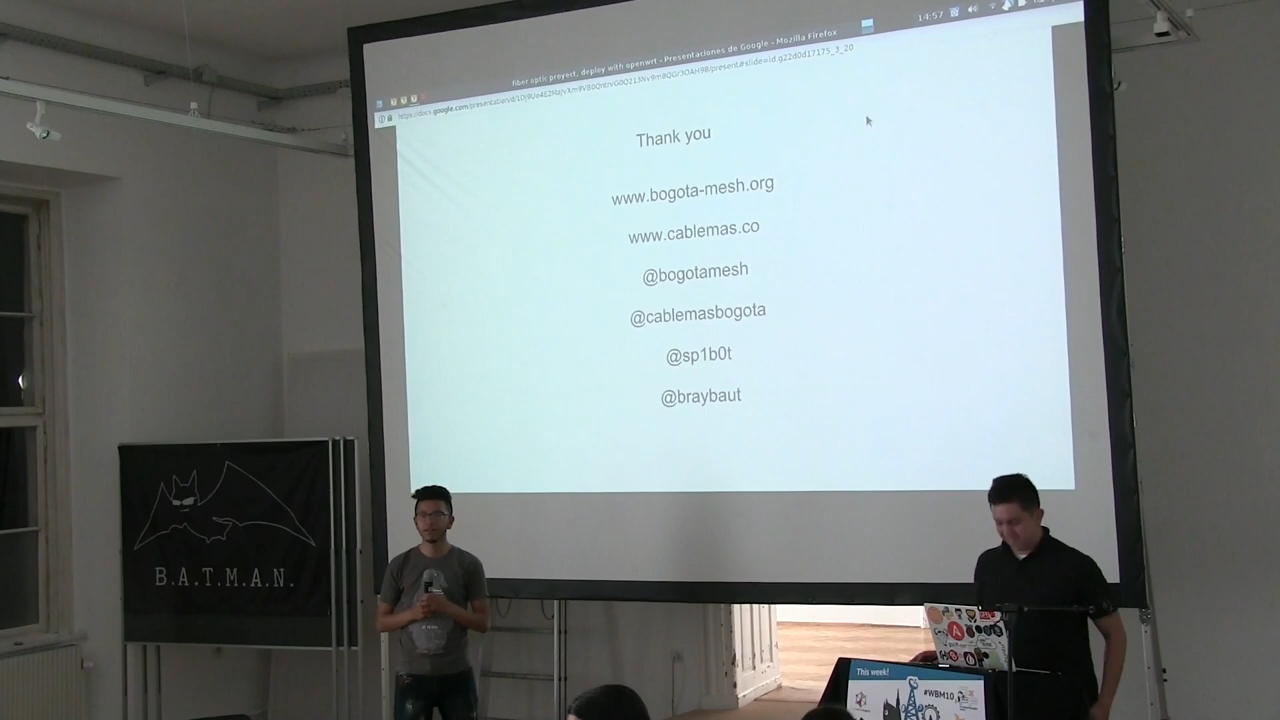 14:57
fiber optic proyect, deploy with openwrt - Presentaciones de Google - Mozilla Firefox
Thank you
www.bogota-mesh.org
www.cablemas.co
@bogotamesh
@cablemasbogota
@sp1b0t
@braybaut
B.A.T.M.A.N.
This week!
#WBM10